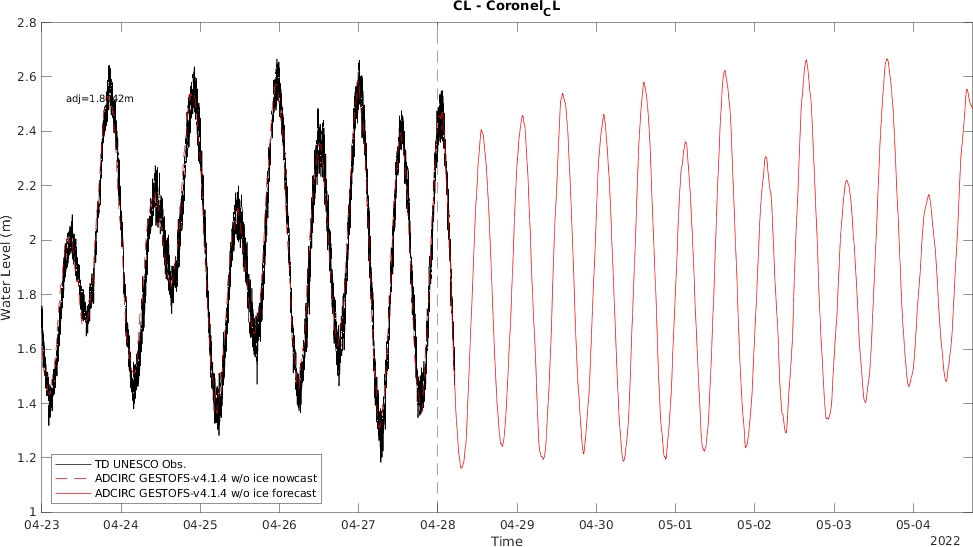 CL - Coronel_CL
2.8
2.6
2.4
2.2
2
1.8
1.6
1.4
1.2
1
Water Level (m)
TD UNESCO Obs.
ADCIRC GESTOFS-v4.1.4 w/o ice nowcast
ADCIRC GESTOFS-v4.1.4 w/o ice forecast
04-23 04-24 04-25 04-26 04-27 04-28 04-29 04-30 05-01 05-02 05-03 05-04
Time
2022